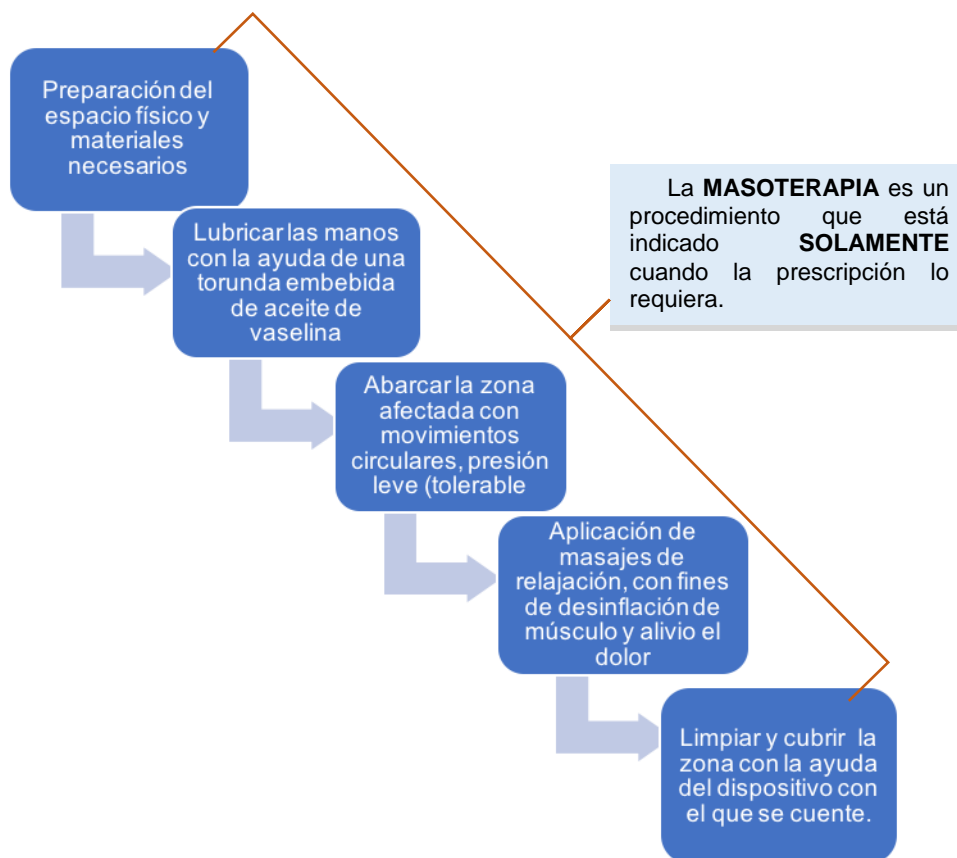 Preparación del
espacio físico y
materiales
necesarios
Lubricar las manos
con la ayuda de una
torunda embebida
de aceite de
vaselina
Abarcar la zona
afectada con
movimientos
circulares, presión
leve (tolerable
Aplicación de
masajes de
relajación, con fines
de desinflación de
músculo y alivio el
dolor
Limpiar y cubrir la
zona con la ayuda
del dispositivo con
el que se cuente.
La MASOTERAPIA es un
procedimiento que está
indicado SOLAMENTE
cuando la prescripción lo
requiera.